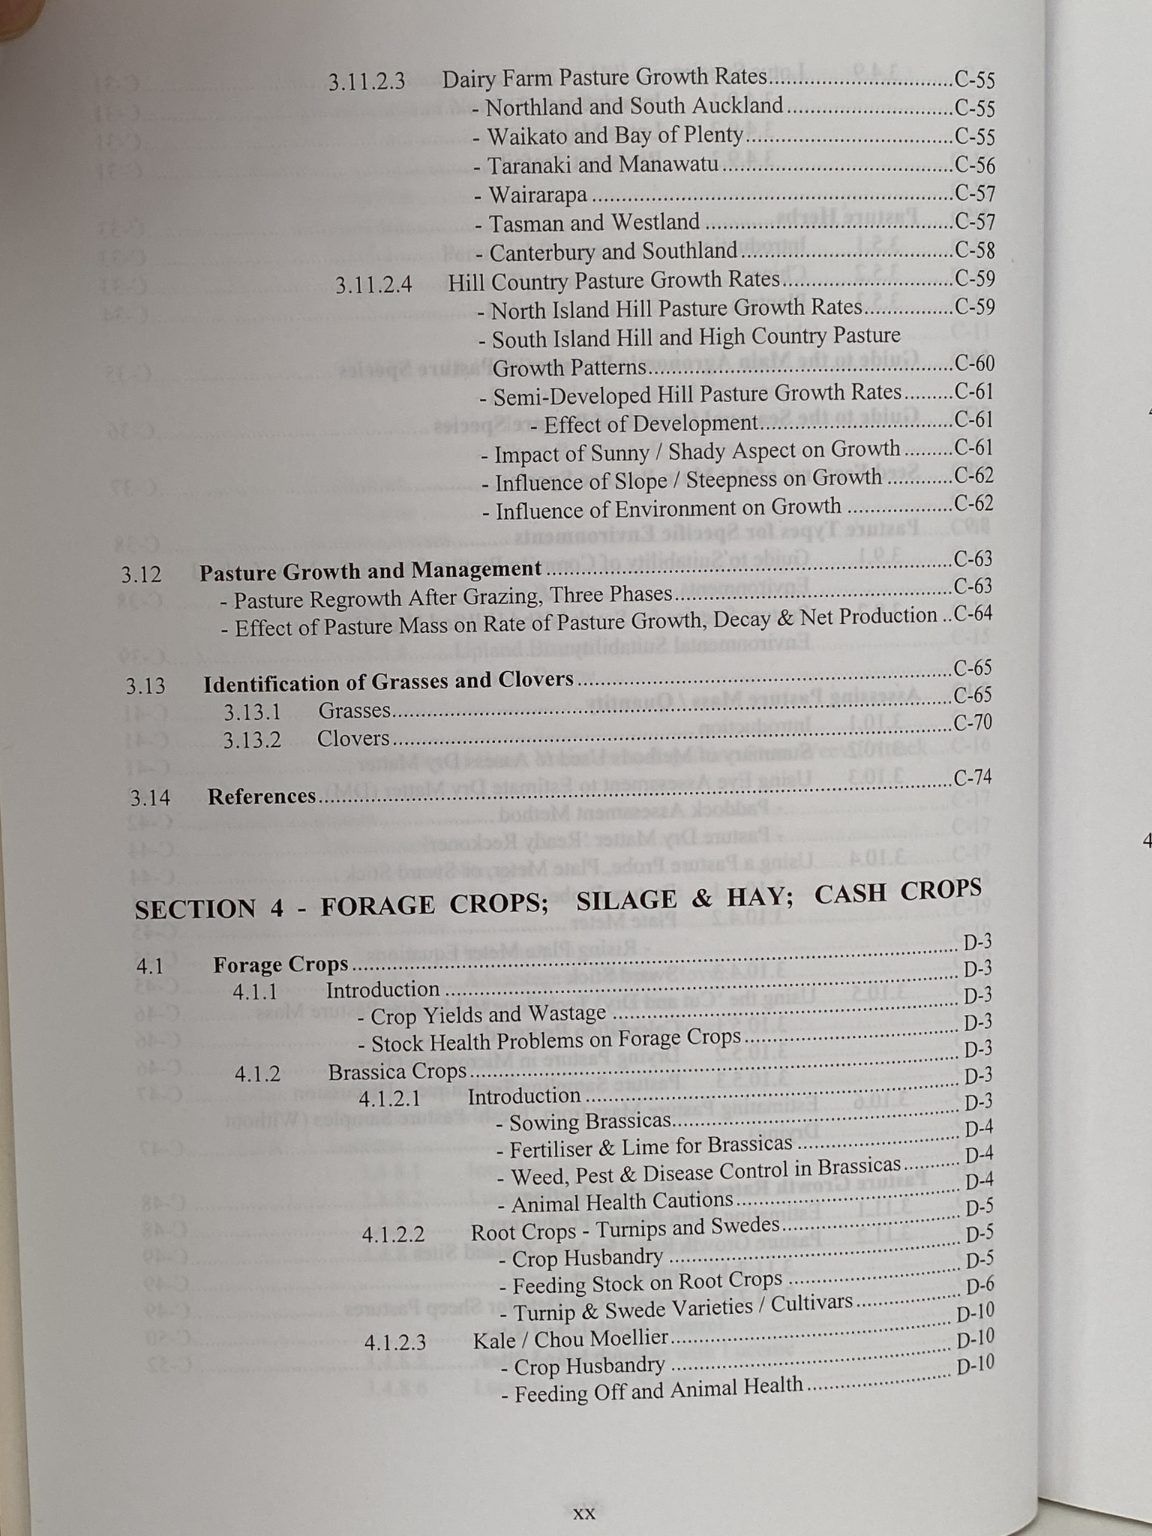 3.11.2.3 Dairy Farm Pasture Growth Rates..............................C-55
- Northland and South Auckland............................C-55
- Waikato and Bay of Plenty...................................C-55
- Taranaki and Manawatu.......................................C-56
- Wairarapa.............................................................C-57
- Tasman and Westland..........................................C-57
- Canterbury and Southland....................................C-58
3.11.2.4 Hill Country Pasture Growth Rates.............................C-59
- North Island Hill Pasture Growth Rates...............C-59
- South Island Hill and High Country Pasture
Growth Patterns...................................................C-60
- Semi-Developed Hill Pasture Growth Rates.........C-61
- Effect of Development.................................C-61
- Impact of Sunny / Shady Aspect on Growth.........C-61
- Influence of Slope / Steepness on Growth...........C-62
- Influence of Environment on Growth..................C-62
3.12 Pasture Growth and Management....................................................................C-63
- Pasture Regrowth After Grazing, Three Phases..............................................C-63
- Effect of Pasture Mass on Rate of Pasture Growth, Decay & Net Production..C-64
3.13 Identification of Grasses and Clovers...............................................................C-65
3.13.1 Grasses..............................................................................................C-65
3.13.2 Clovers..............................................................................................C-70
3.14 References..........................................................................................................C-74
SECTION 4 - FORAGE CROPS; SILAGE & HAY; CASH CROPS
4.1 Forage Crops......................................................................................................D-3
4.1.1 Introduction......................................................................................D-3
- Crop Yields and Wastage...........................................................D-3
- Stock Health Problems on Forage Crops....................................D-3
4.1.2 Brassica Crops..................................................................................D-3
4.1.2.1 Introduction...............................................................D-3
- Sowing Brassicas................................................D-3
- Fertiliser & Lime for Brassicas...........................D-4
- Weed, Pest & Disease Control in Brassicas..........D-4
- Animal Health Cautions......................................D-4
4.1.2.2 Root Crops - Turnips and Swedes..............................D-5
- Crop Husbandry.................................................D-5
- Feeding Stock on Root Crops.............................D-5
- Turnip & Swede Varieties / Cultivars..................D-6
4.1.2.3 Kale / Chou Moellier................................................D-10
- Crop Husbandry................................................D-10
- Feeding Off and Animal Health.........................D-10
xx